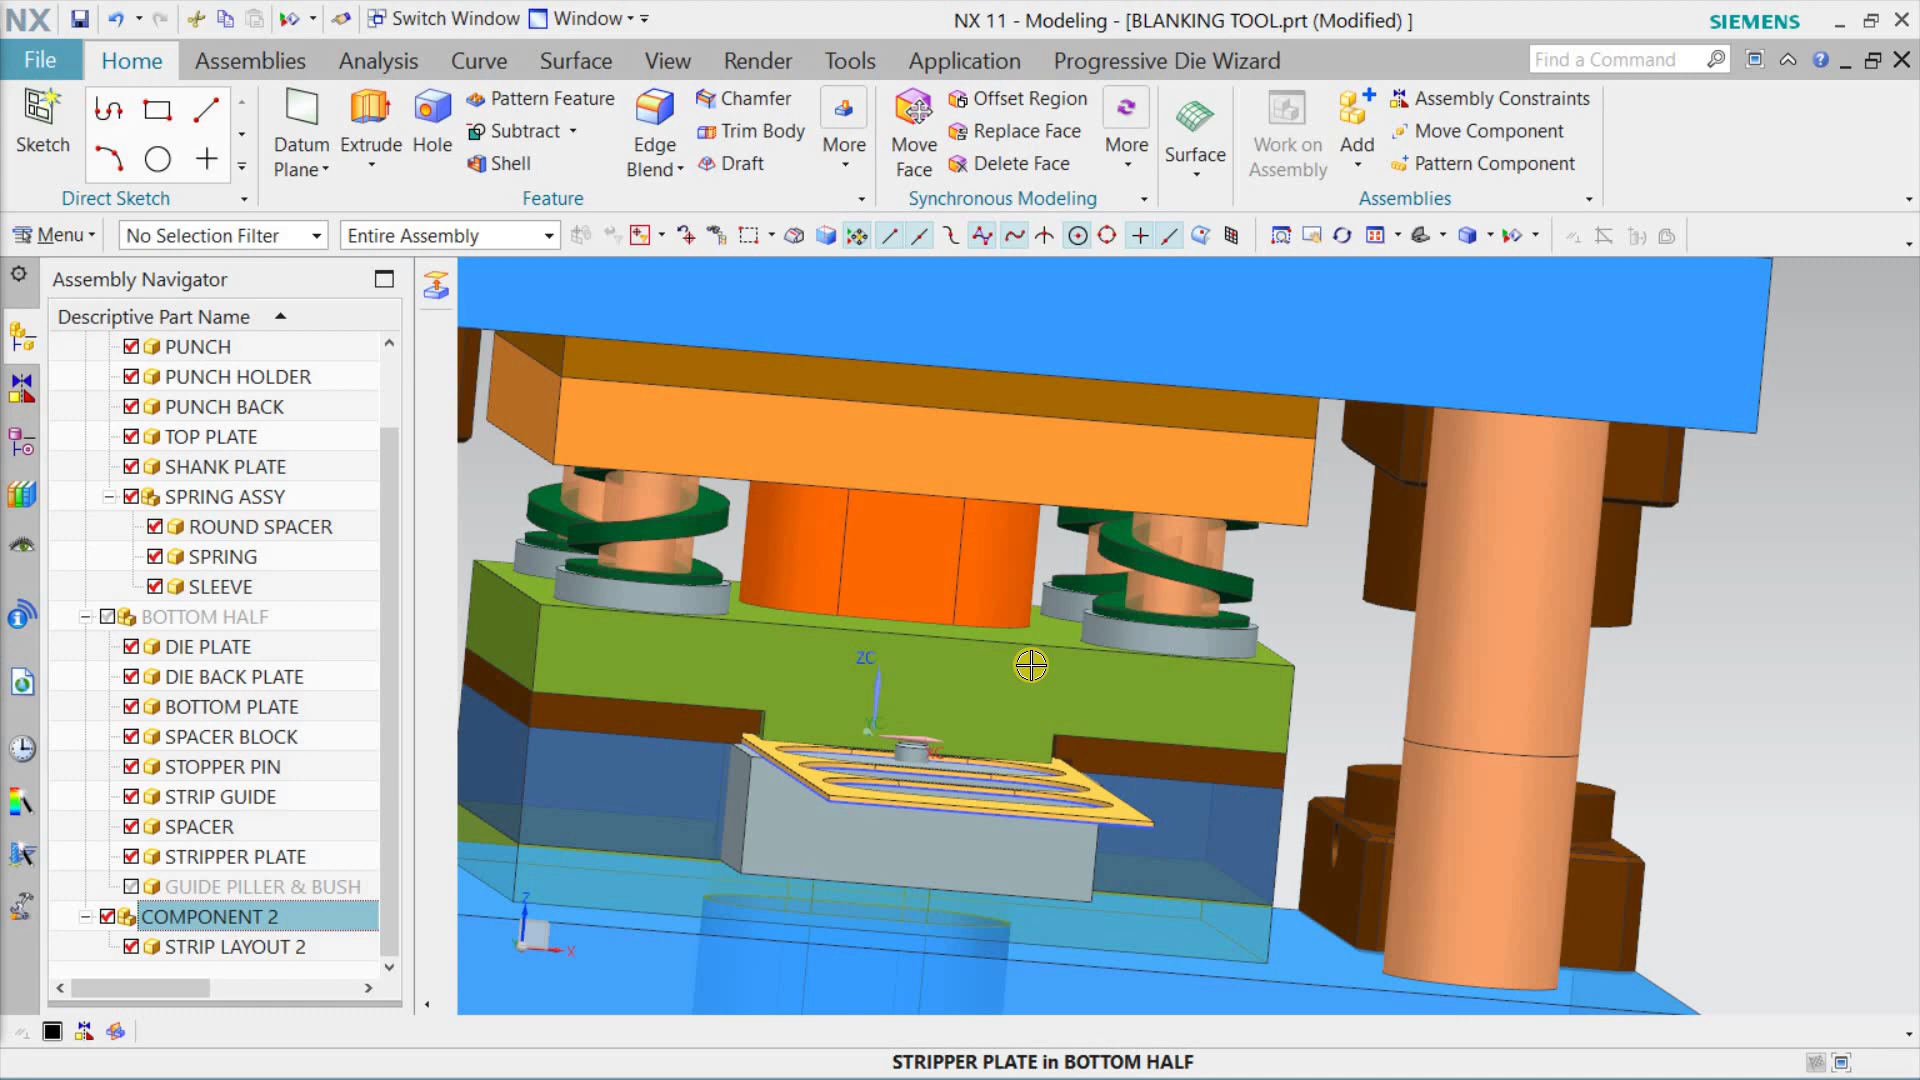 NX
Switch Window
Window
NX 11 - Modeling - [BLANKING TOOL.prt (Modified) ]
SIEMENS
File
Home
Assemblies
Analysis
Curve
Surface
View
Render
Tools
Application
Progressive Die Wizard
Find a Command
Sketch
Direct Sketch
Datum Plane
Extrude
Hole
Pattern Feature
Subtract
Shell
Edge Blend
Chamfer
Trim Body
Draft
More
Feature
Move Face
Offset Region
Replace Face
Delete Face
More
Synchronous Modeling
Surface
Work on Assembly
Add
Assembly Constraints
Move Component
Pattern Component
Assemblies
Menu
No Selection Filter
Entire Assembly
Assembly Navigator
Descriptive Part Name
PUNCH
PUNCH HOLDER
PUNCH BACK
TOP PLATE
SHANK PLATE
SPRING ASSY
ROUND SPACER
SPRING
SLEEVE
BOTTOM HALF
DIE PLATE
DIE BACK PLATE
BOTTOM PLATE
SPACER BLOCK
STOPPER PIN
STRIP GUIDE
SPACER
STRIPPER PLATE
GUIDE PILLER & BUSH
COMPONENT 2
STRIP LAYOUT 2
ZC
YC
XC
Z
X
STRIPPER PLATE in BOTTOM HALF